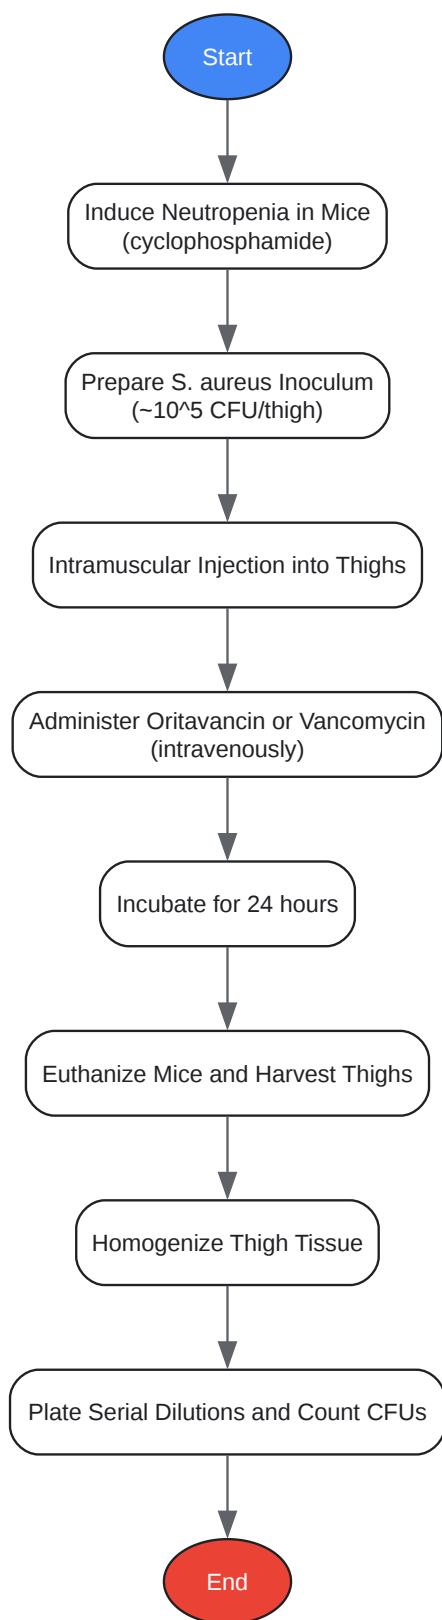 Start
Induce Neutropenia in Mice
(cyclophosphamide)
Prepare S. aureus Inoculum
(~10^5 CFU/thigh)
Intramuscular Injection into Thighs
Administer Oritavancin or Vancomycin
(intravenously)
Incubate for 24 hours
Euthanize Mice and Harvest Thighs
Homogenize Thigh Tissue
Plate Serial Dilutions and Count CFUs
End